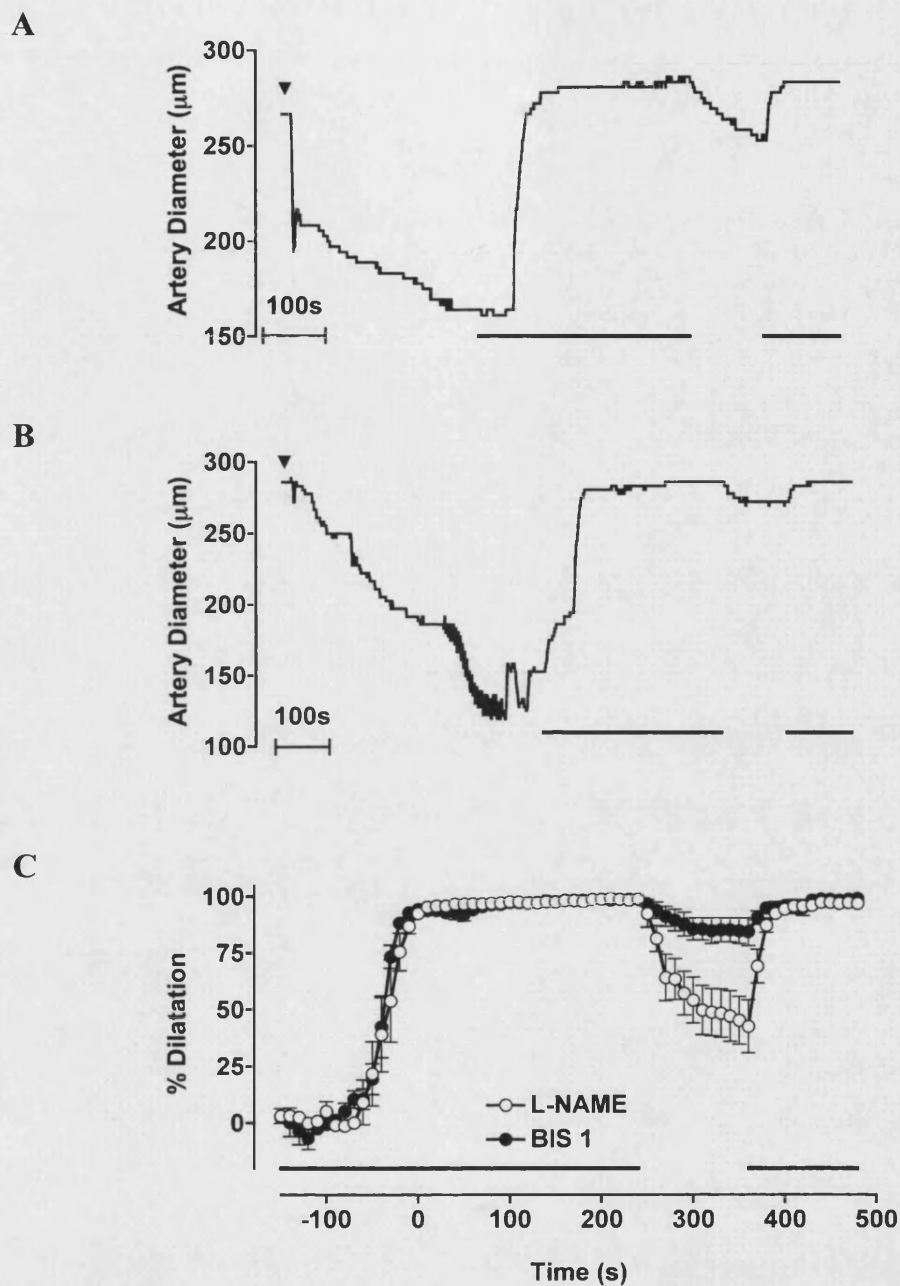 A
300
250
200
150
Artery Diameter (μm)
100s
B
300
250
200
150
100
Artery Diameter (μm)
100s
C
100
75
50
25
0
% Dilatation
L-NAME
BIS 1
-100 0 100 200 300 400 500
Time (s)